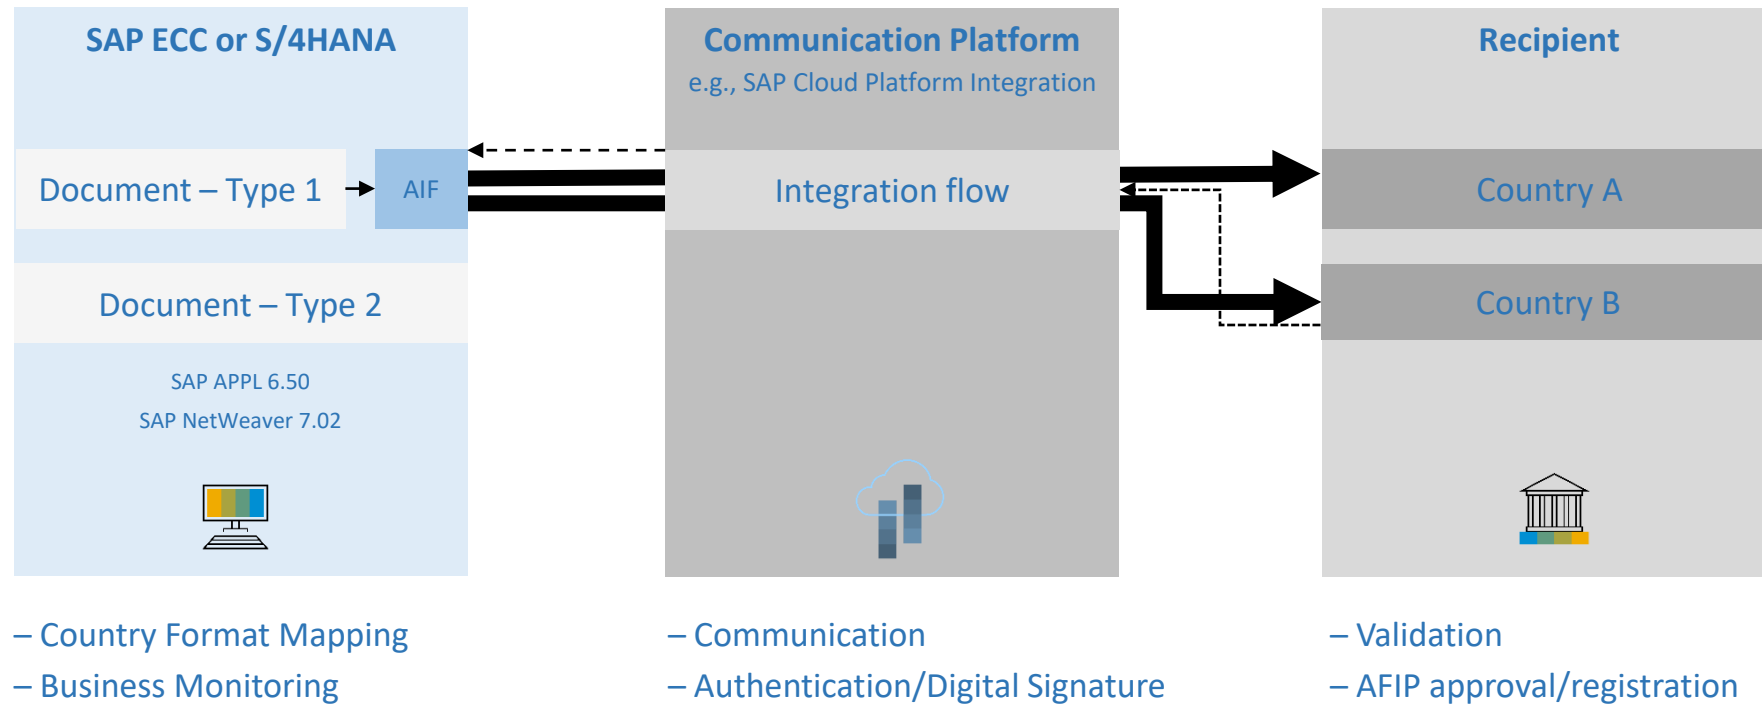 SAP ECC or S/4HANA
Communication Platform
e.g., SAP Cloud Platform Integration
Recipient
Document – Type 1
AIF
Integration flow
Country A
Document – Type 2
Country B
SAP APPL 6.50
SAP NetWeaver 7.02
– Country Format Mapping
– Business Monitoring
– Communication
– Authentication/Digital Signature
– Validation
– AFIP approval/registration